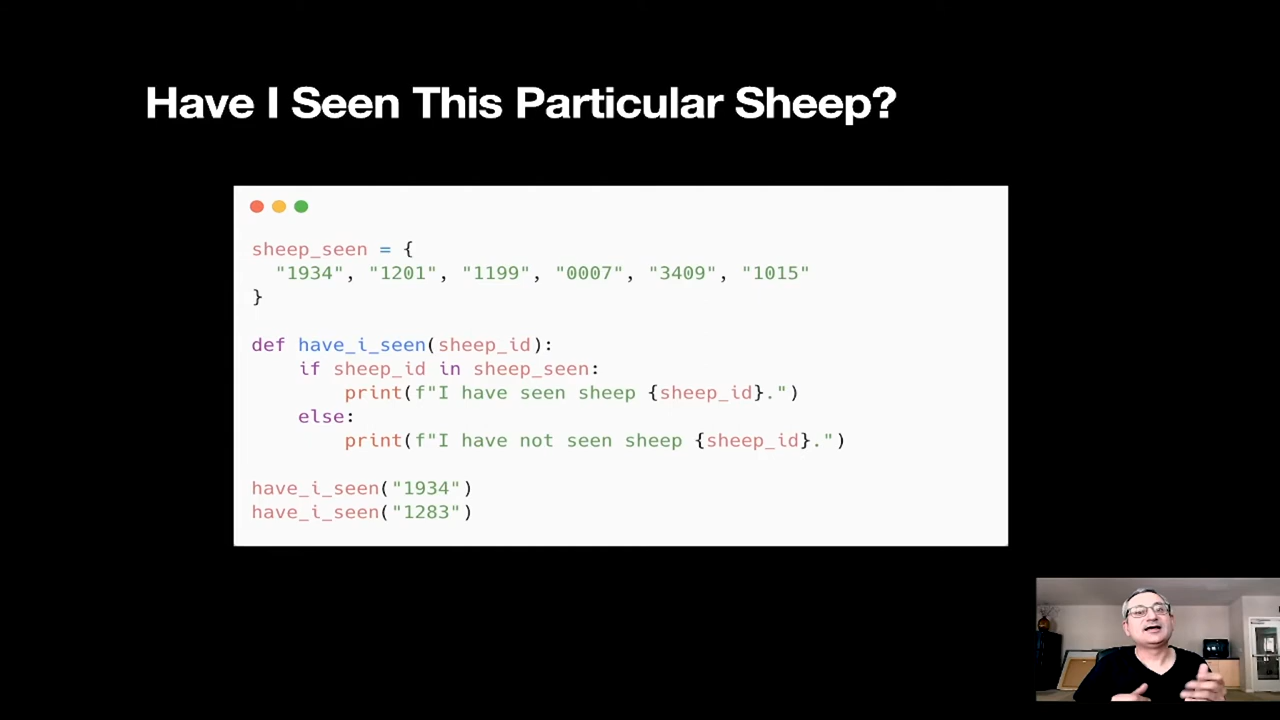 Have I Seen This Particular Sheep?
sheep_seen = {
  "1934", "1201", "1199", "0007", "3409", "1015"
}
def have_i_seen(sheep_id):
    if sheep_id in sheep_seen:
        print(f"I have seen sheep {sheep_id}.")
    else:
        print(f"I have not seen sheep {sheep_id}.")
have_i_seen("1934")
have_i_seen("1283")